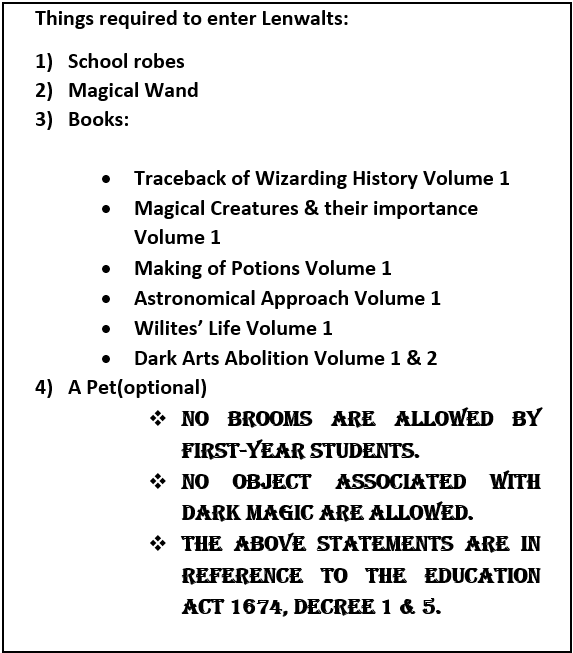 Things required to enter Lenwalts:
1) School robes
2) Magical Wand
3) Books:
• Traceback of Wizarding History Volume 1
• Magical Creatures & their importance
Volume 1
• Making of Potions Volume 1
• Astronomical Approach Volume 1
• Wilites’ Life Volume 1
• Dark Arts Abolition Volume 1 & 2
4) A Pet(optional)
❖ NO BROOMS ARE ALLOWED BY
FIRST-YEAR STUDENTS.
❖ NO OBJECT ASSOCIATED WITH
DARK MAGIC ARE ALLOWED.
❖ THE ABOVE STATEMENTS ARE IN
REFERENCE TO THE EDUCATION
ACT 1674, DECREE 1 & 5.